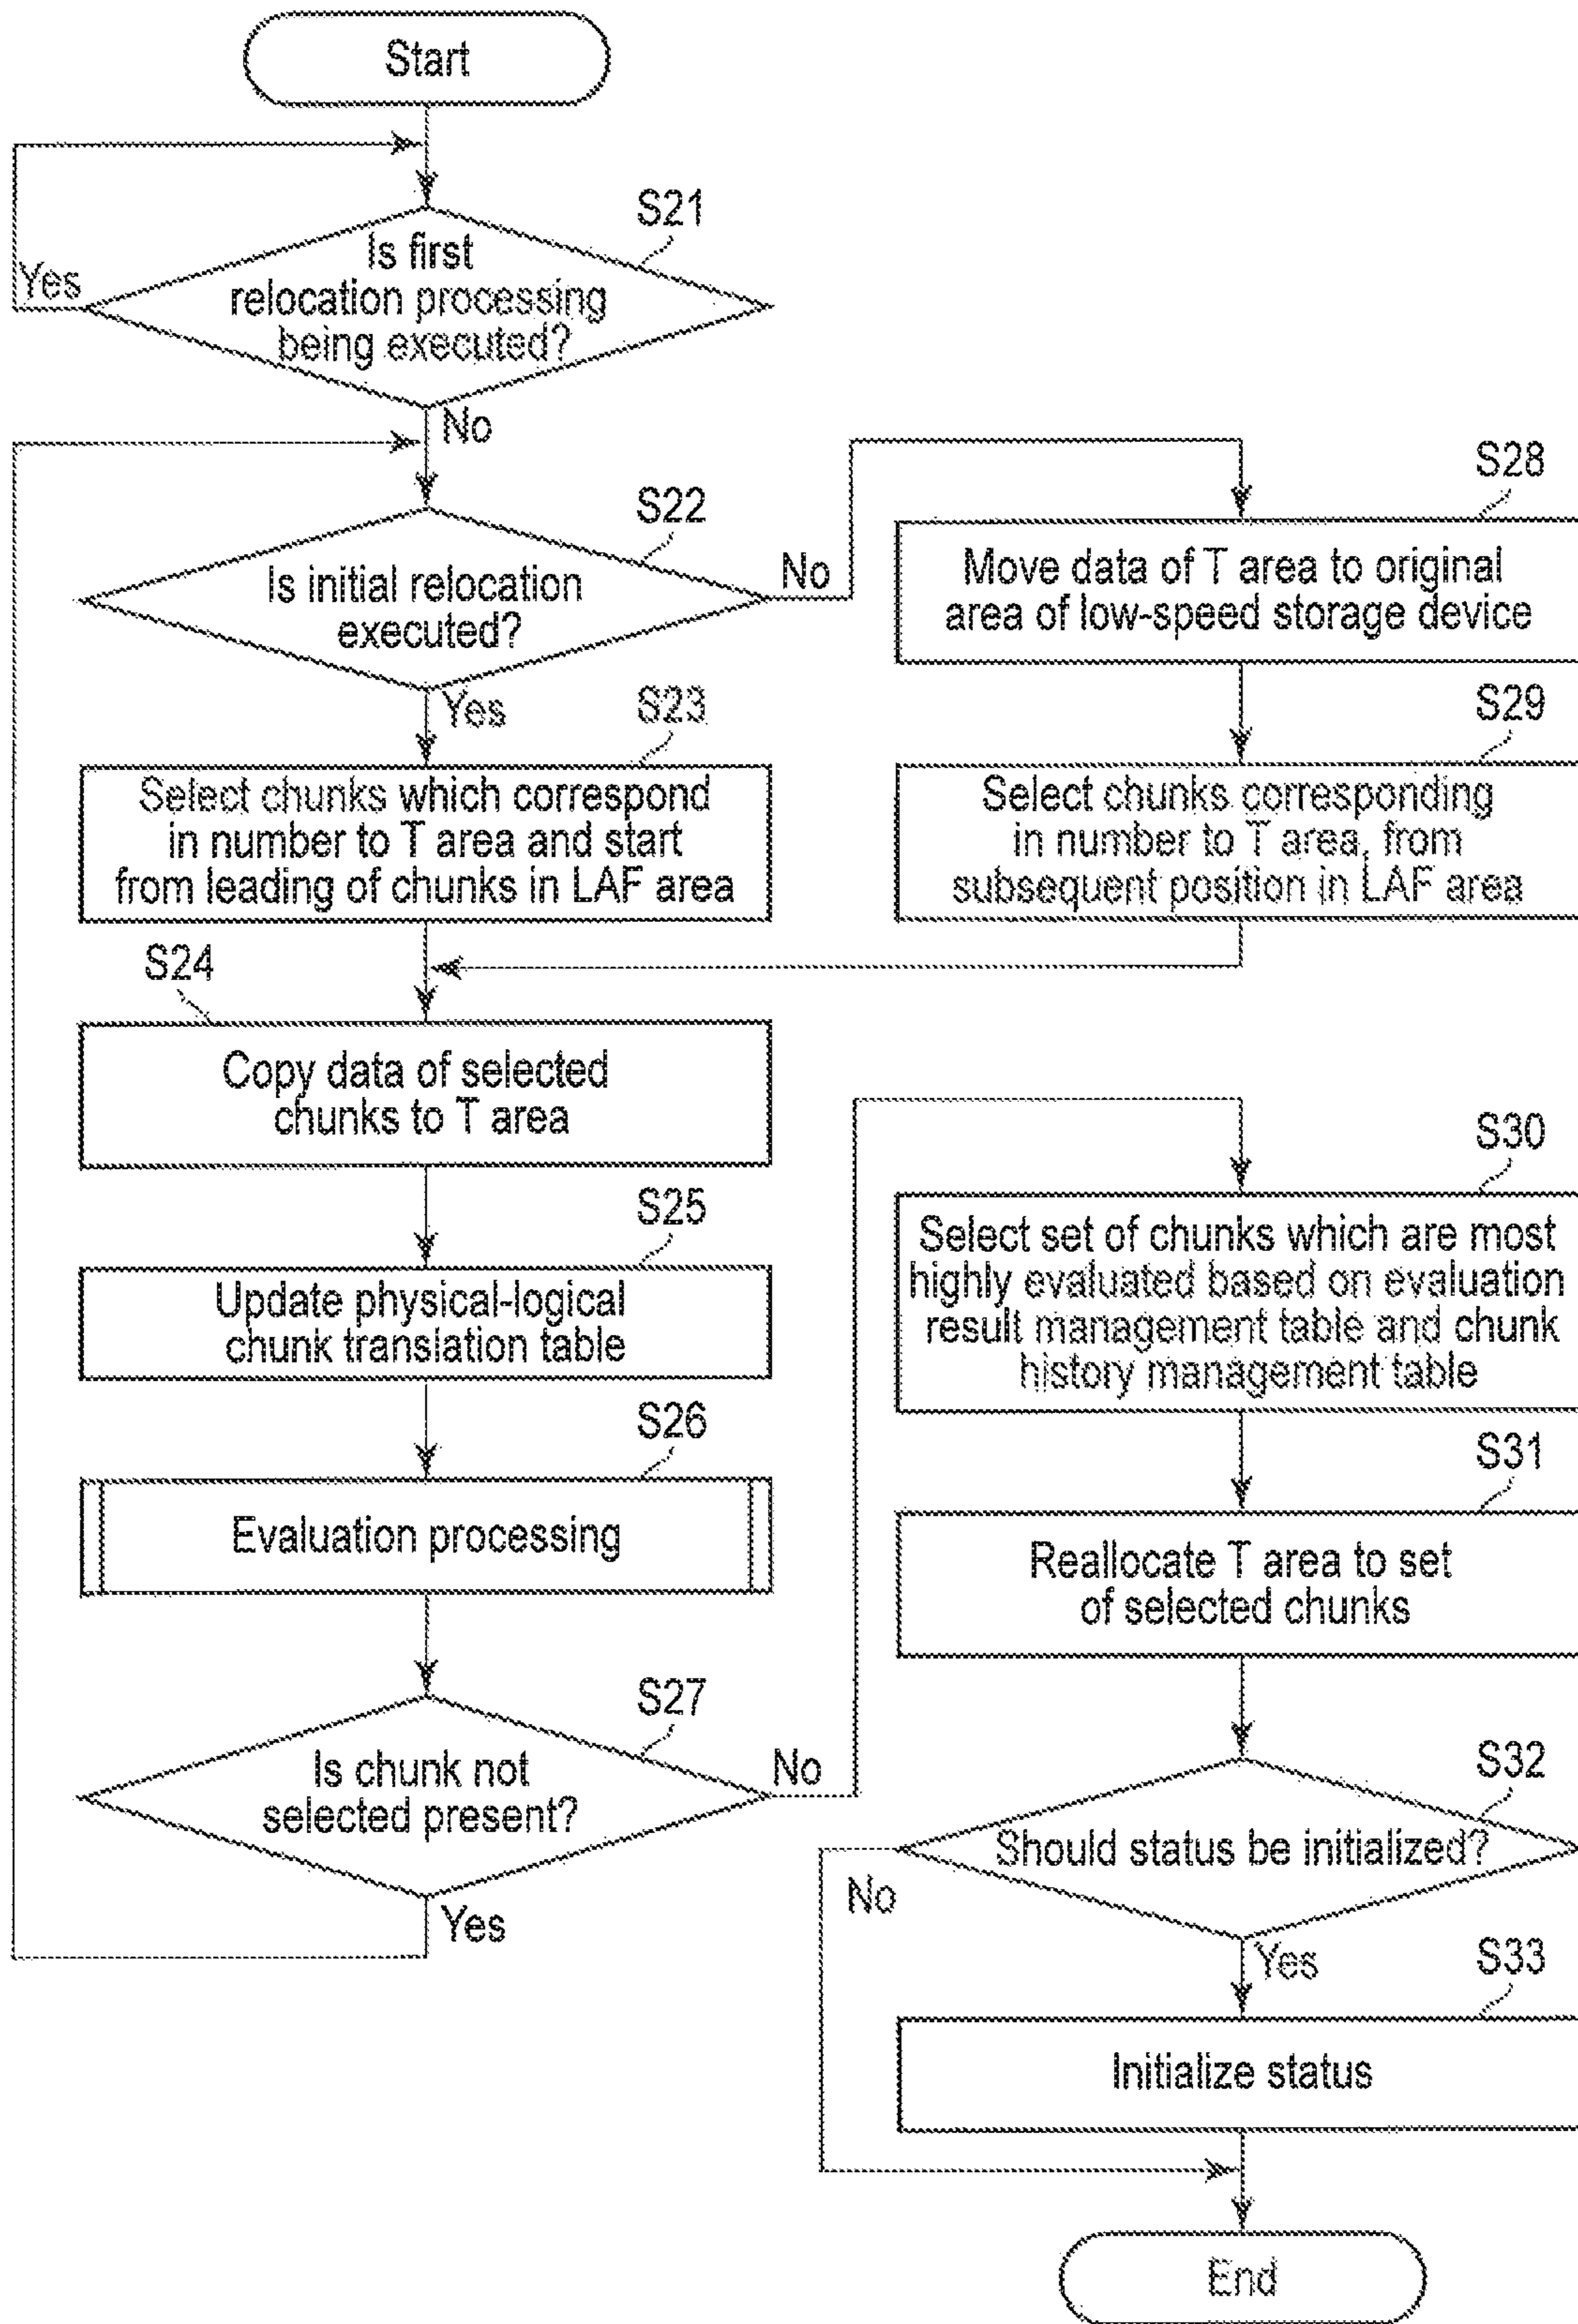 Start
S21
Is first
relocation processing
being executed?
Yes
No
S22
Is initial relocation
executed?
No
Yes
S23
Select chunks which correspond
in number to T area and start
from leading of chunks in LAF area
S28
Move data of T area to original
area of low-speed storage device
S29
Select chunks corresponding
in number to T area, from
subsequent position in LAF area
S24
Copy data of selected
chunks to T area
S25
Update physical-logical
chunk translation table
S26
Evaluation processing
S27
Is chunk not
selected present?
No
Yes
S30
Select set of chunks which are most
highly evaluated based on evaluation
result management table and chunk
history management table
S31
Reallocate T area to set
of selected chunks
S32
Should status be initialized?
No
Yes
S33
Initialize status
End